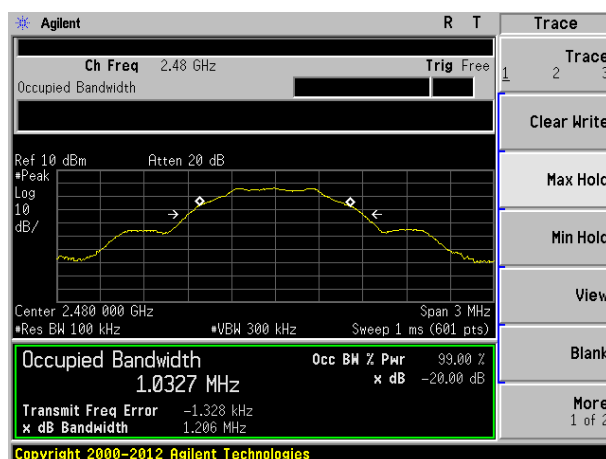 Agilent R T Trace
Ch Freq 2.48 GHz Trig Free
Occupied Bandwidth
Trace
1 2 3
Clear Write
Max Hold
Min Hold
View
Blank
More
1 of 2
Ref 10 dBm Atten 20 dB
#Peak
Log
10
dB/
Center 2.480 000 GHz Span 3 MHz
#Res BW 100 kHz #VBW 300 kHz Sweep 1 ms (601 pts)
Occupied Bandwidth Occ BW % Pwr 99.00 %
1.0327 MHz x dB -20.00 dB
Transmit Freq Error -1.328 kHz
x dB Bandwidth 1.206 MHz
Copyright 2000-2012 Agilent Technologies